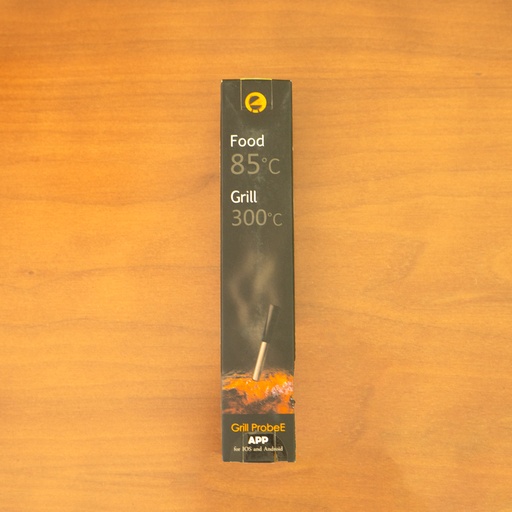 Food
85°C
Grill
300°C
Grill ProbeE
APP
for IOS and Android